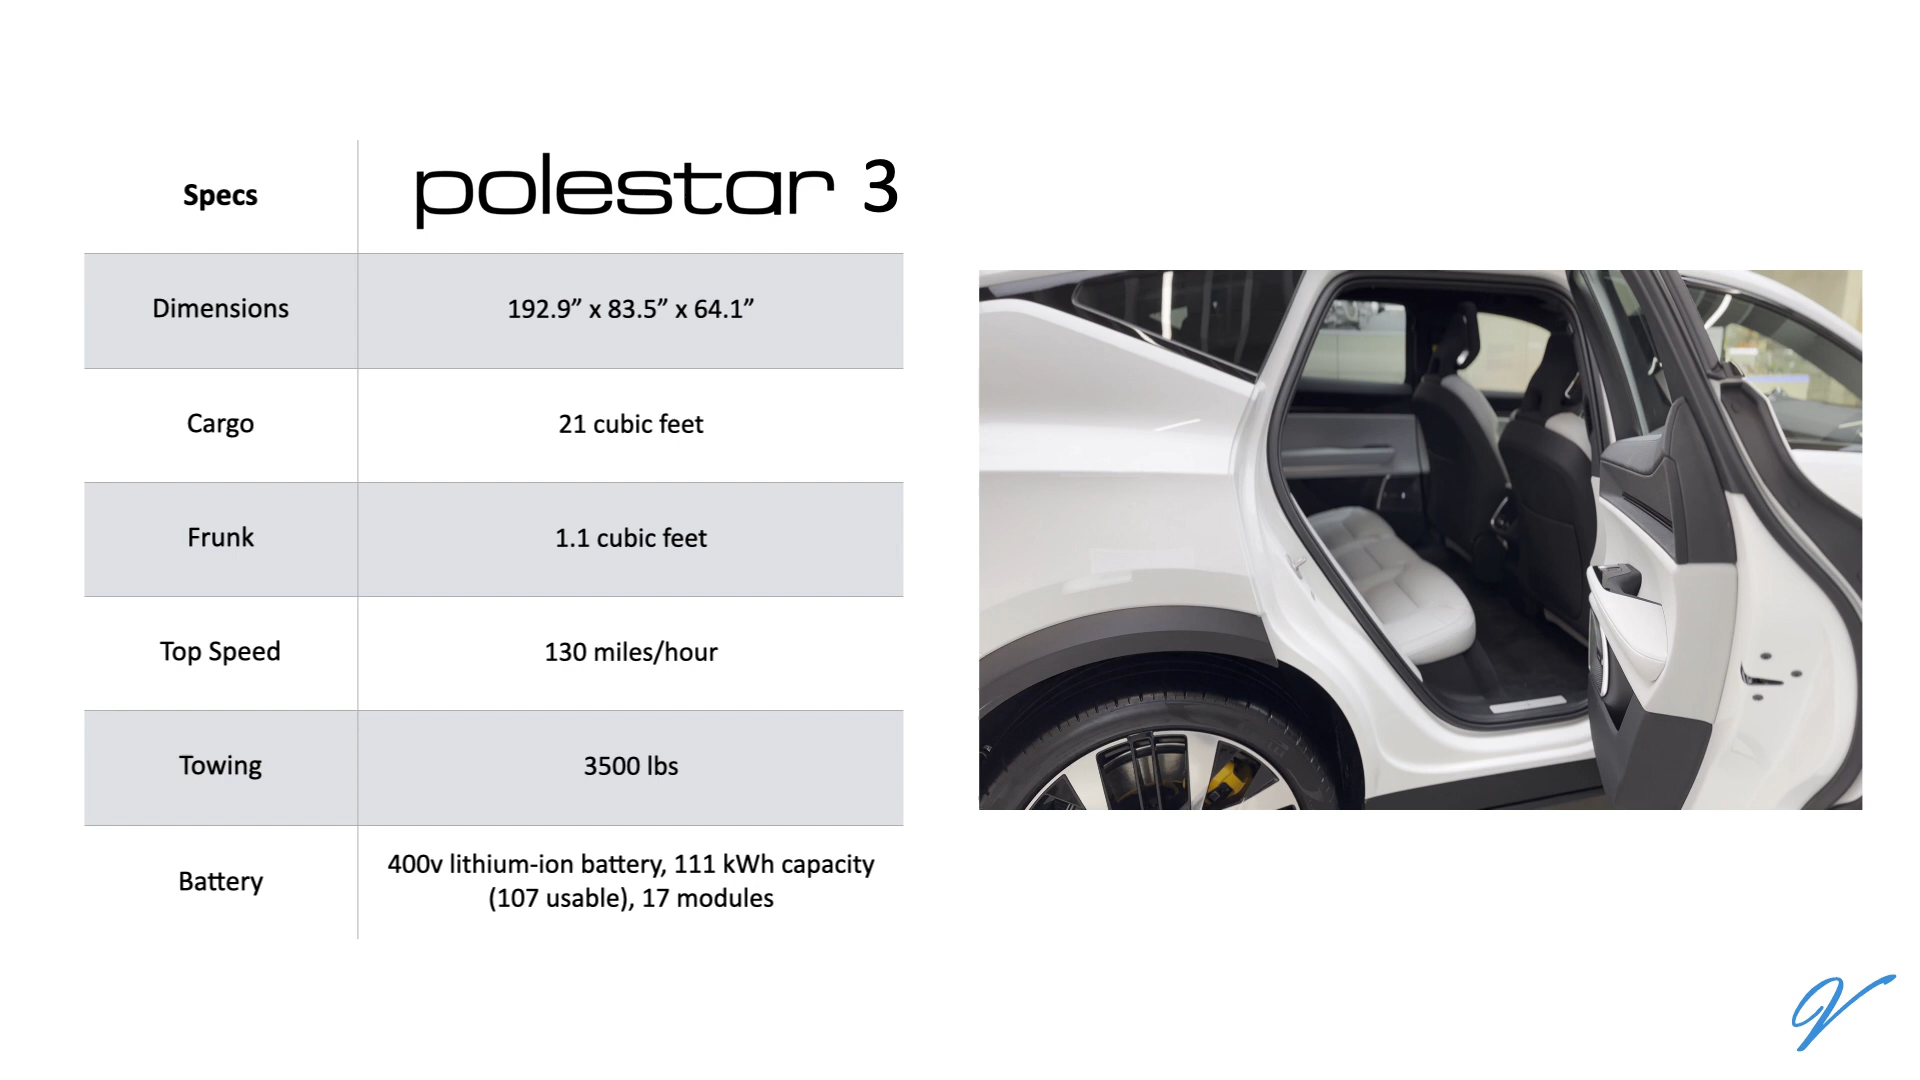 Specs
polestar 3
Dimensions
192.9” x 83.5” x 64.1”
Cargo
21 cubic feet
Frunk
1.1 cubic feet
Top Speed
130 miles/hour
Towing
3500 lbs
Battery
400v lithium-ion battery, 111 kWh capacity
(107 usable), 17 modules